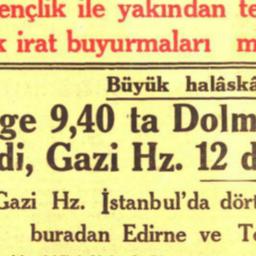 ençlik ile yakından te
k irat buyurmaları m
Büyük halâskâ
ge 9,40 ta Dolm
di, Gazi Hz. 12 d
Gazi Hz. İstanbul'da dört
buradan Edirne ve Te